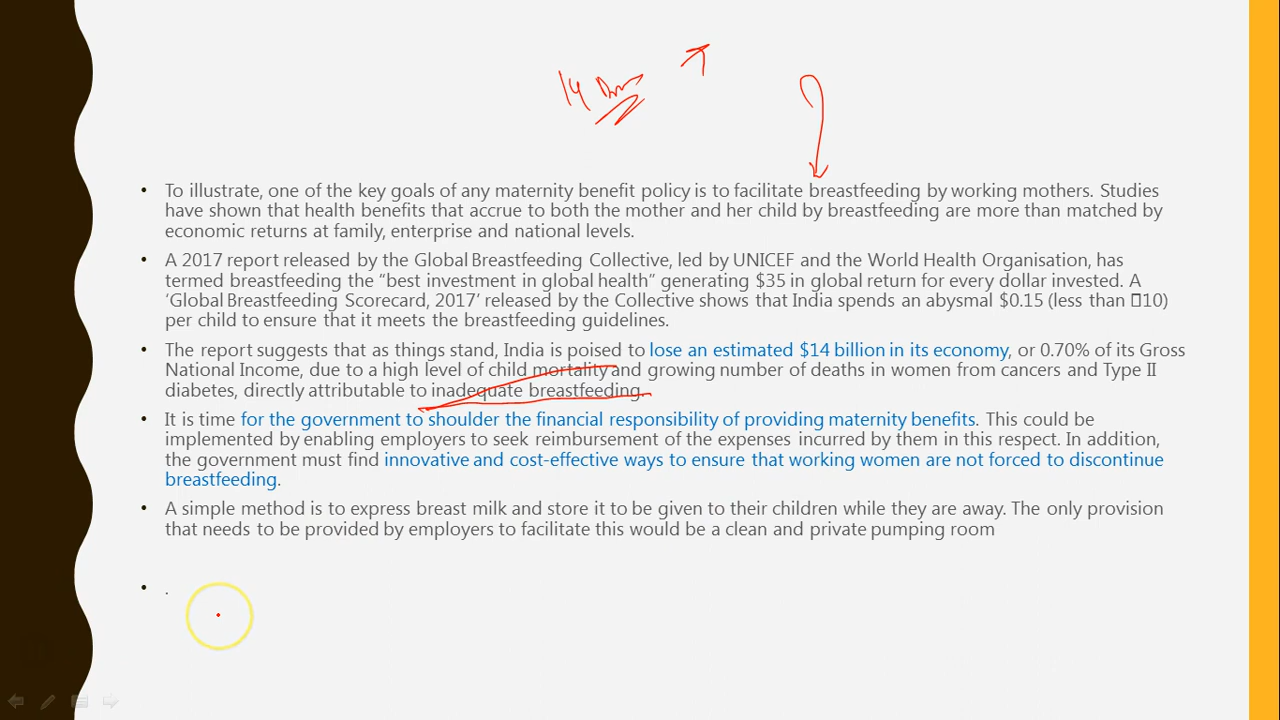 14
To illustrate, one of the key goals of any maternity benefit policy is to facilitate breastfeeding by working mothers. Studies
have shown that health benefits that accrue to both the mother and her child by breastfeeding are more than matched by
economic returns at family, enterprise and national levels.
A 2017 report released by the Global Breastfeeding Collective, led by UNICEF and the World Health Organisation, has
termed breastfeeding the “best investment in global health” generating $35 in global return for every dollar invested. A
‘Global Breastfeeding Scorecard, 2017’ released by the Collective shows that India spends an abysmal $0.15 (less than 10)
per child to ensure that it meets the breastfeeding guidelines.
The report suggests that as things stand, India is poised to lose an estimated $14 billion in its economy, or 0.70% of its Gross
National Income, due to a high level of child mortality and growing number of deaths in women from cancers and Type II
diabetes, directly attributable to inadequate breastfeeding.
It is time for the government to shoulder the financial responsibility of providing maternity benefits. This could be
implemented by enabling employers to seek reimbursement of the expenses incurred by them in this respect. In addition,
the government must find innovative and cost-effective ways to ensure that working women are not forced to discontinue
breastfeeding.
A simple method is to express breast milk and store it to be given to their children while they are away. The only provision
that needs to be provided by employers to facilitate this would be a clean and private pumping room
.